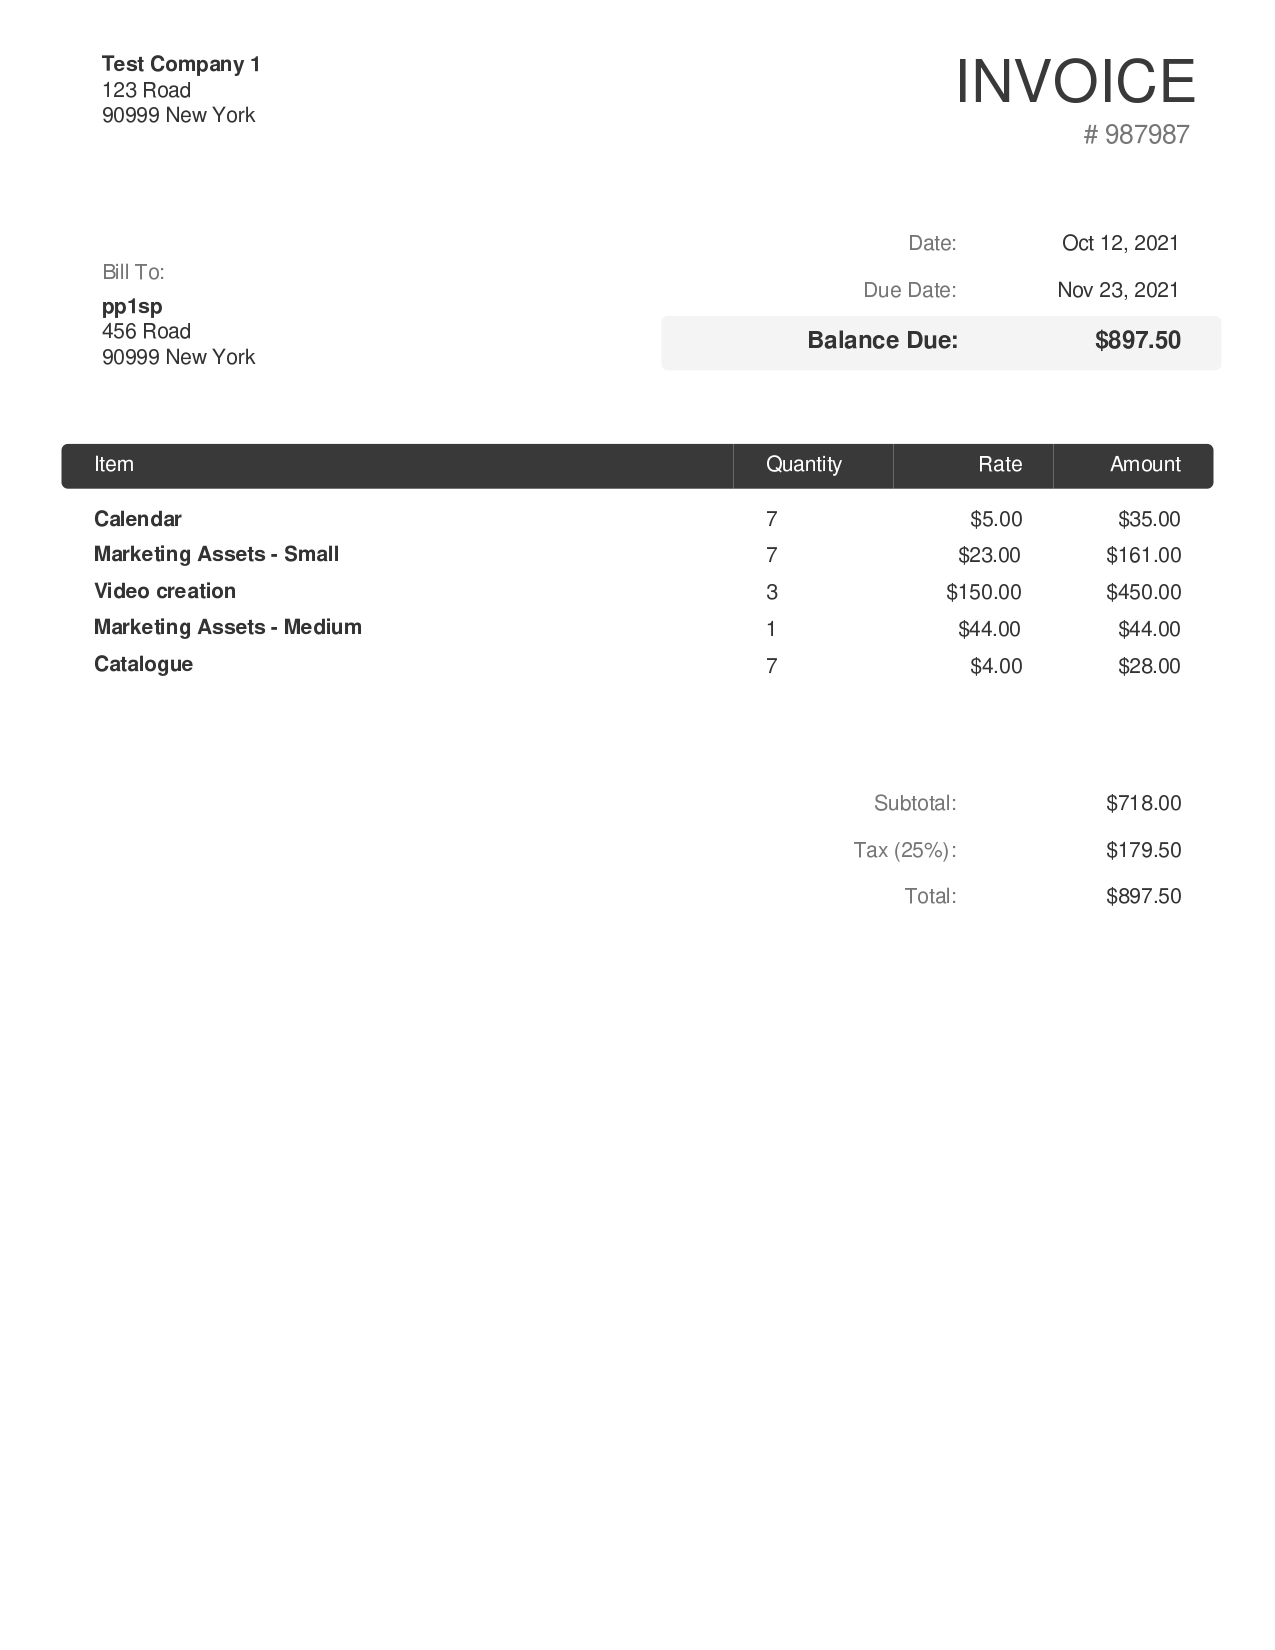 Test Company 1
123 Road
90999 New York
INVOICE
# 987987
Date: Oct 12, 2021
Due Date: Nov 23, 2021
Balance Due: $897.50
Bill To:
pp1sp
456 Road
90999 New York
Item Quantity Rate Amount
Calendar 7 $5.00 $35.00
Marketing Assets - Small 7 $23.00 $161.00
Video creation 3 $150.00 $450.00
Marketing Assets - Medium 1 $44.00 $44.00
Catalogue 7 $4.00 $28.00
Subtotal: $718.00
Tax (25%): $179.50
Total: $897.50